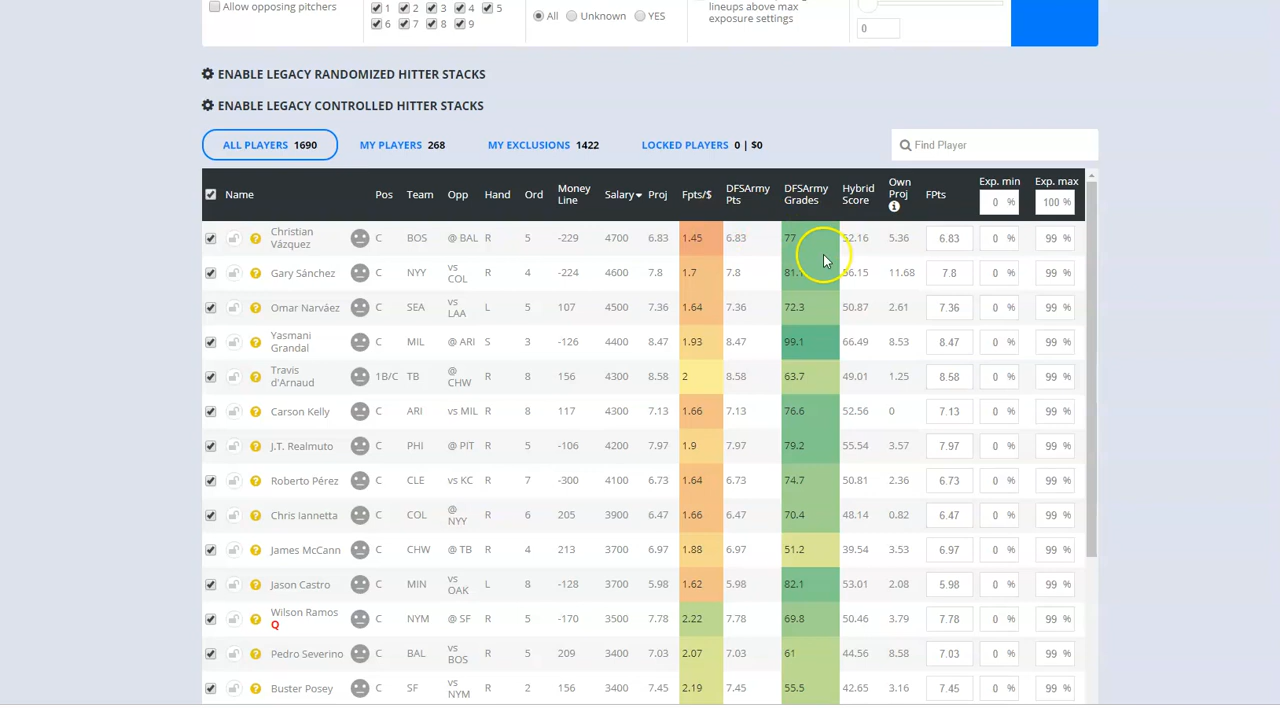 Allow opposing pitchers
1 2 3 4 5
6 7 8 9
All Unknown YES
lineups above max
exposure settings
0
ENABLE LEGACY RANDOMIZED HITTER STACKS
ENABLE LEGACY CONTROLLED HITTER STACKS
ALL PLAYERS 1690 MY PLAYERS 268 MY EXCLUSIONS 1422 LOCKED PLAYERS 0 | $0 Find Player
Name Pos Team Opp Hand Ord Money Line Salary Proj Fpts/$ DFSArmy Pts DFSArmy Grades Hybrid Score Own Proj FPts Exp. min Exp. max
0 % 100 %
Christian Vázquez C BOS @ BAL R 5 -229 4700 6.83 1.45 6.83 77 52.16 5.36 6.83 0 % 99 %
Gary Sánchez C NYY vs COL R 4 -224 4600 7.8 1.7 7.8 81.1 56.15 11.68 7.8 0 % 99 %
Omar Narváez C SEA vs LAA L 5 107 4500 7.36 1.64 7.36 72.3 50.87 2.61 7.36 0 % 99 %
Yasmani Grandal C MIL @ ARI S 3 -126 4400 8.47 1.93 8.47 99.1 66.49 8.53 8.47 0 % 99 %
Travis d'Arnaud 1B/C TB @ CHW R 8 156 4300 8.58 2 8.58 63.7 49.01 1.25 8.58 0 % 99 %
Carson Kelly C ARI vs MIL R 8 117 4300 7.13 1.66 7.13 76.6 52.56 0 7.13 0 % 99 %
J.T. Realmuto C PHI @ PIT R 5 -106 4200 7.97 1.9 7.97 79.2 55.54 3.57 7.97 0 % 99 %
Roberto Pérez C CLE vs KC R 7 -300 4100 6.73 1.64 6.73 74.7 50.81 2.36 6.73 0 % 99 %
Chris Iannetta C COL @ NYY R 6 205 3900 6.47 1.66 6.47 70.4 48.14 0.82 6.47 0 % 99 %
James McCann C CHW @ TB R 4 213 3700 6.97 1.88 6.97 51.2 39.54 3.53 6.97 0 % 99 %
Jason Castro C MIN vs OAK L 8 -128 3700 5.98 1.62 5.98 82.1 53.01 2.08 5.98 0 % 99 %
Wilson Ramos Q C NYM @ SF R 5 -170 3500 7.78 2.22 7.78 69.8 50.46 3.79 7.78 0 % 99 %
Pedro Severino C BAL vs BOS R 5 209 3400 7.03 2.07 7.03 61 44.56 8.58 7.03 0 % 99 %
Buster Posey C SF vs NYM R 2 156 3400 7.45 2.19 7.45 55.5 42.65 3.16 7.45 0 % 99 %